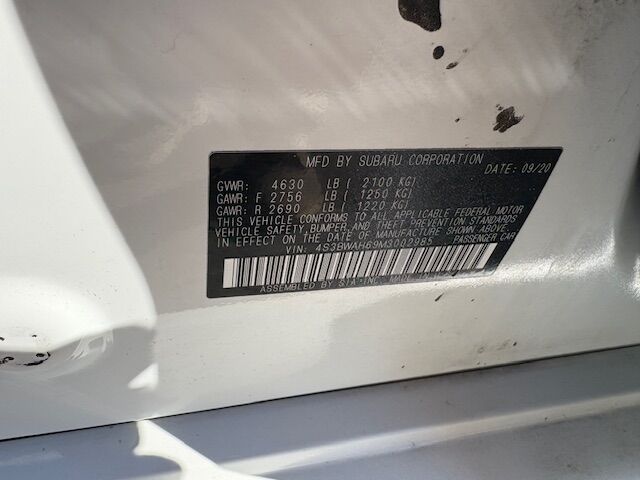 MFD BY SUBARU CORPORATION
DATE: 09/20
GVWR: 4630 LB ( 2100 KG)
GAWR: F 2756 LB ( 1250 KG)
GAWR: R 2690 LB ( 1220 KG)
THIS VEHICLE CONFORMS TO ALL APPLICABLE FEDERAL MOTOR
VEHICLE SAFETY, BUMPER, AND THEFT PREVENTION STANDARDS
IN EFFECT ON THE DATE OF MANUFACTURE SHOWN ABOVE.
VIN: 4S3BWAH69M3002985 PASSENGER CAR
ASSEMBLED BY SIA, INC.